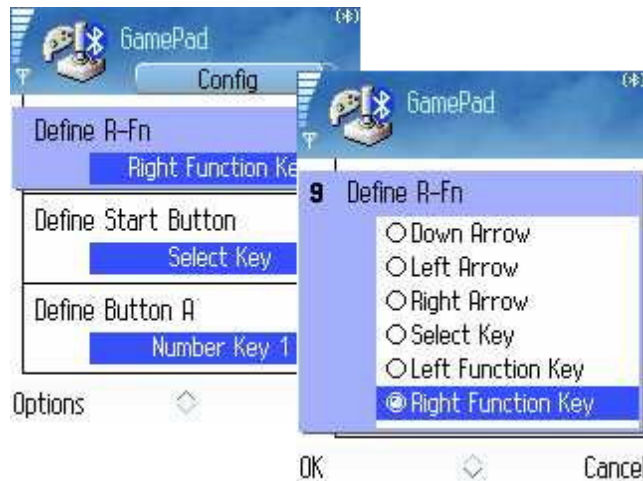 GamePad
Config
Define R-Fn
Right Function Ke
Define Start Button
Select Key
Define Button A
Number Key 1
Options
GamePad
9 Define R-Fn
Down Arrow
Left Arrow
Right Arrow
Select Key
Left Function Key
Right Function Key
OK
Cancel